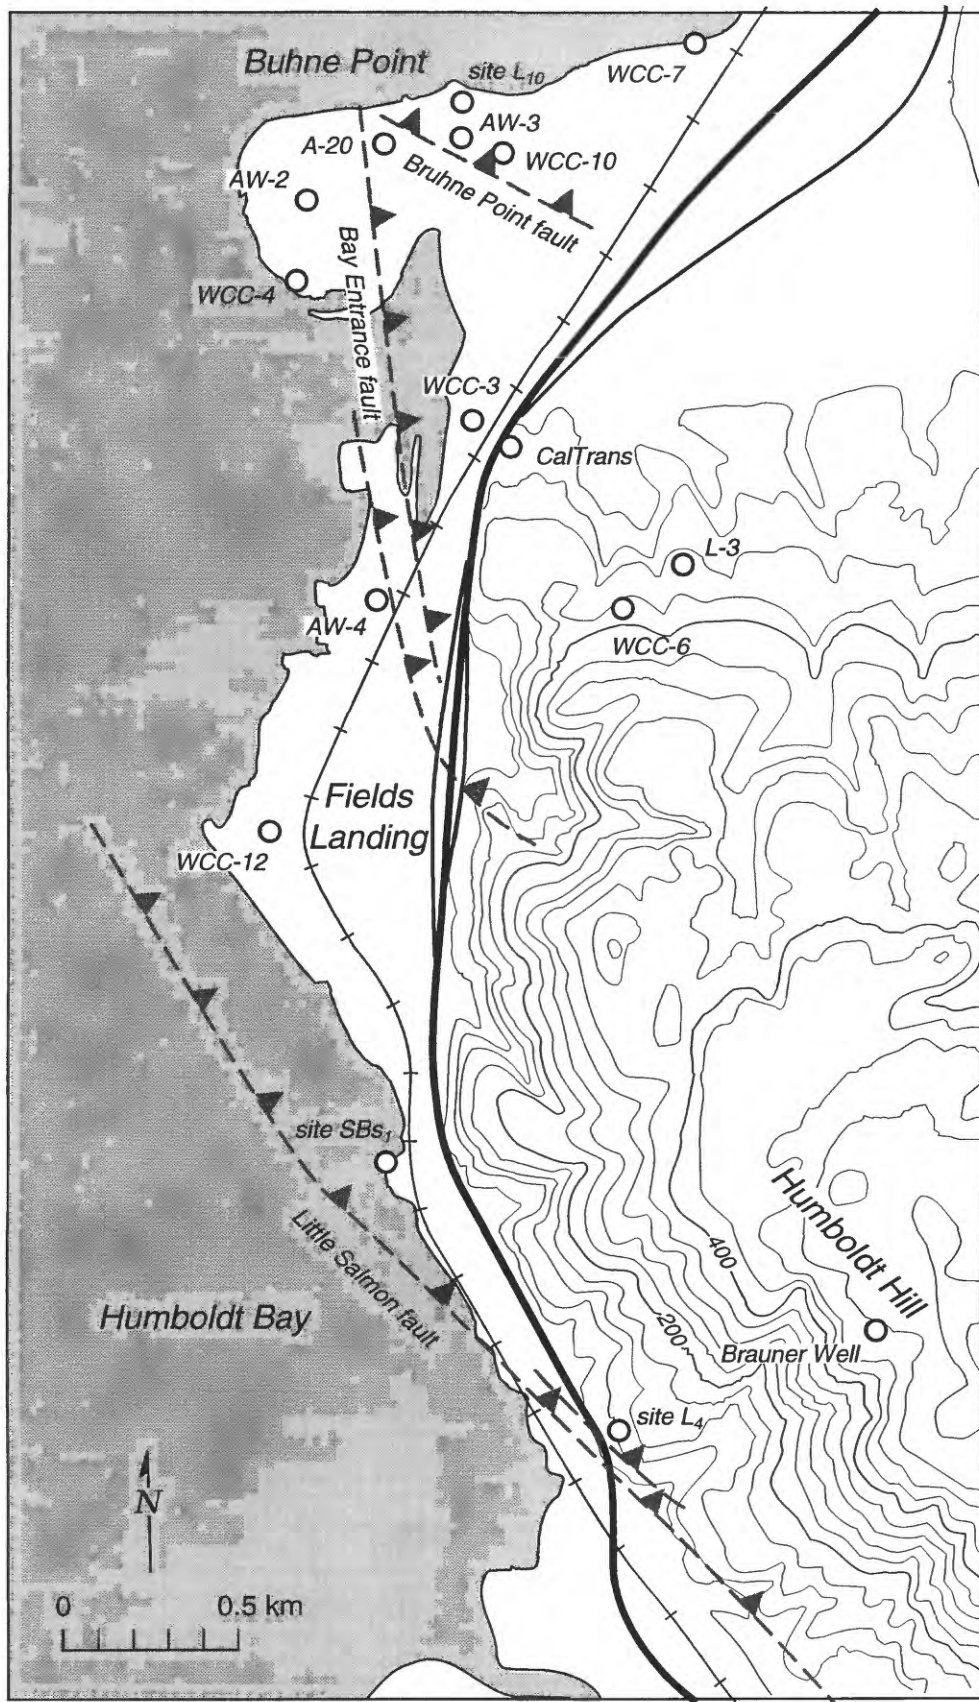 Buhne Point
site L10
WCC-7
AW-3
A-20
WCC-10
AW-2
Bruhne Point fault
Bay Entrance fault
WCC-4
WCC-3
CalTrans
L-3
AW-4
WCC-6
Fields
Landing
WCC-12
site SBs1
Little Salmon fault
Humboldt Hill
400
200
Humboldt Bay
Brauner Well
site L4
N
0 0.5 km